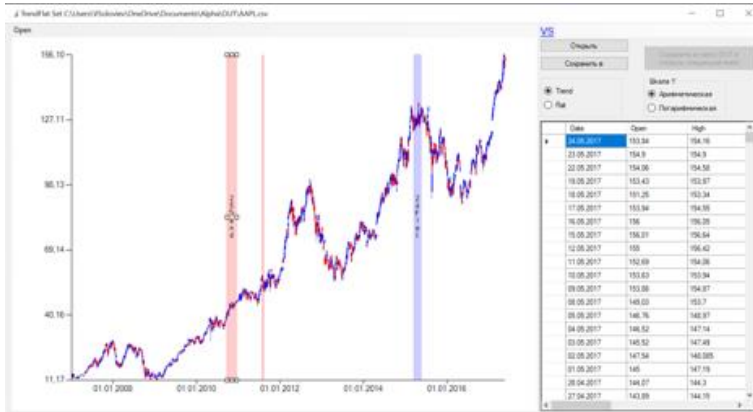 TrendFlat Set C:\Users\
OneDrive\Documents\Alpha\OUT\AAPL.csv
Open
VS
Открыть
Сохранить в
Trend
flat
Шкала Y
Арифметическая
Логарифмическая
156,10
127,11
98,13
69,14
40,16
11,17
01.01.2008 01.01.2010 01.01.2012 01.01.2014 01.01.2016
Date Open High
24.05.2017 153,84 154,16
23.05.2017 154,9 154,9
22.05.2017 154,06 154,58
19.05.2017 153,43 153,97
18.05.2017 151,25 153,34
17.05.2017 153,94 154,55
16.05.2017 156 156,05
15.05.2017 156,01 156,64
12.05.2017 155 156,42
11.05.2017 152,69 154,06
10.05.2017 153,63 153,94
09.05.2017 153,88 154,87
08.05.2017 149,03 153,7
05.05.2017 146,76 148,97
04.05.2017 146,52 147,14
03.05.2017 145,52 147,49
02.05.2017 147,54 148,085
01.05.2017 145 147,19
28.04.2017 144,07 144,3
27.04.2017 143,89 144,15